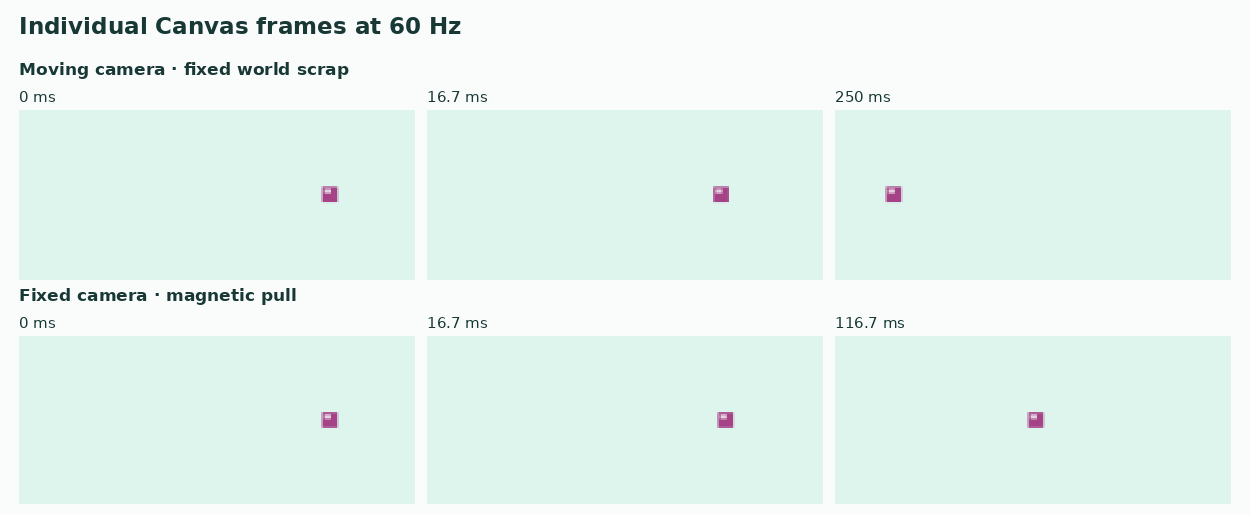 Individual Canvas frames at 60 Hz
Moving camera · fixed world scrap
0 ms
16.7 ms
250 ms
Fixed camera · magnetic pull
0 ms
16.7 ms
116.7 ms